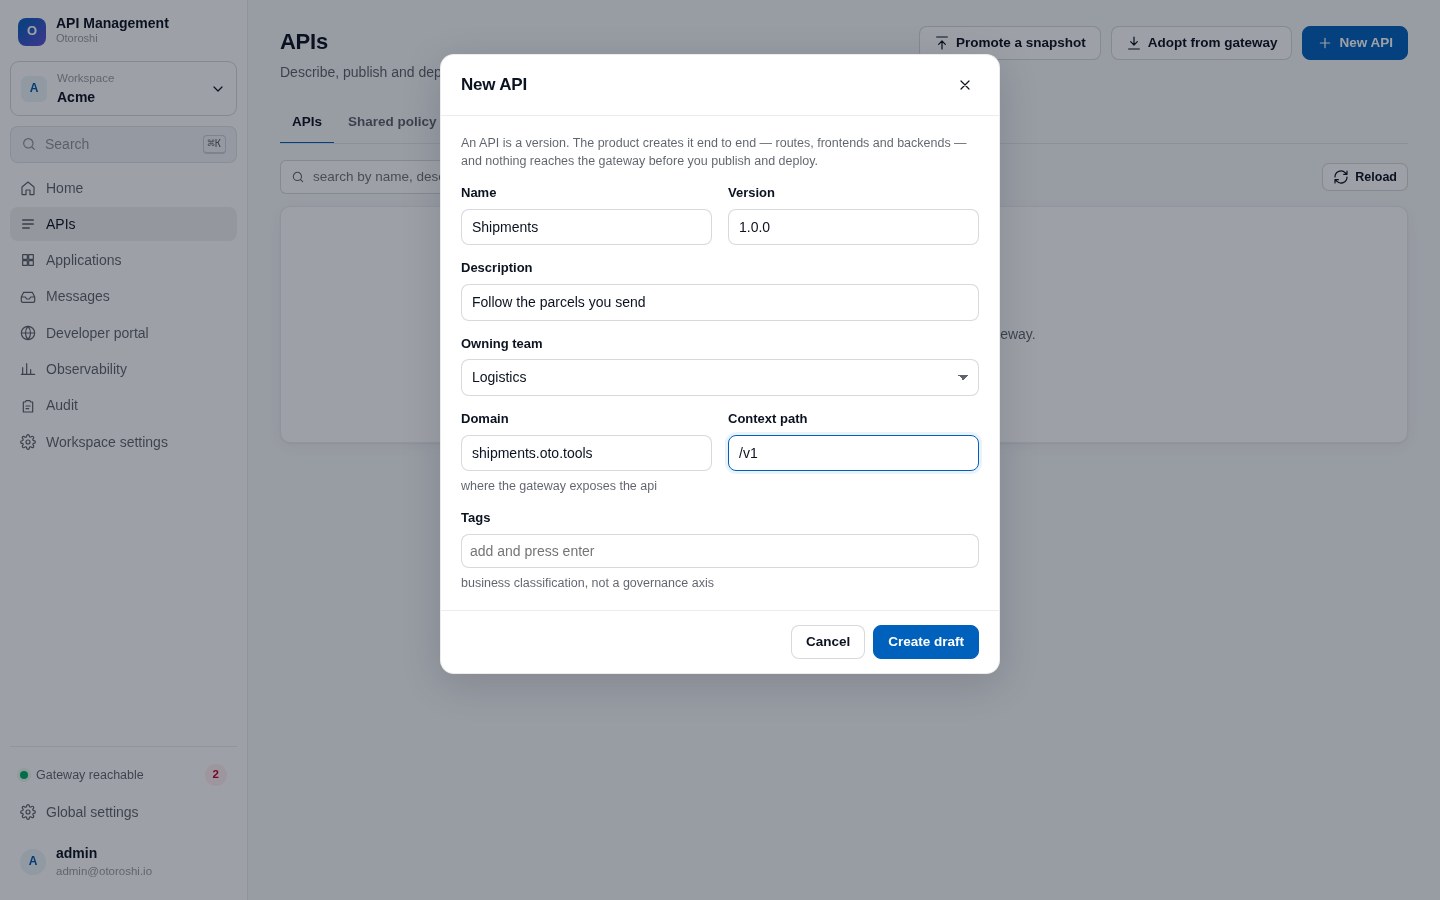 API Management
Otoroshi
A
Workspace
Acme
Search
⌘K
Home
APIs
Applications
Messages
Developer portal
Observability
Audit
Workspace settings
Gateway reachable
2
Global settings
A
admin
admin@otoroshi.io
O
APIs
Promote a snapshot
Adopt from gateway
New API
Describe, publish and dep
APIs
Shared policy
search by name, desc
Reload
eway.
New API
An API is a version. The product creates it end to end — routes, frontends and backends —
and nothing reaches the gateway before you publish and deploy.
Name
Version
Shipments
1.0.0
Description
Follow the parcels you send
Owning team
Logistics
Domain
Context path
shipments.oto.tools
/v1
where the gateway exposes the api
Tags
add and press enter
business classification, not a governance axis
Cancel
Create draft